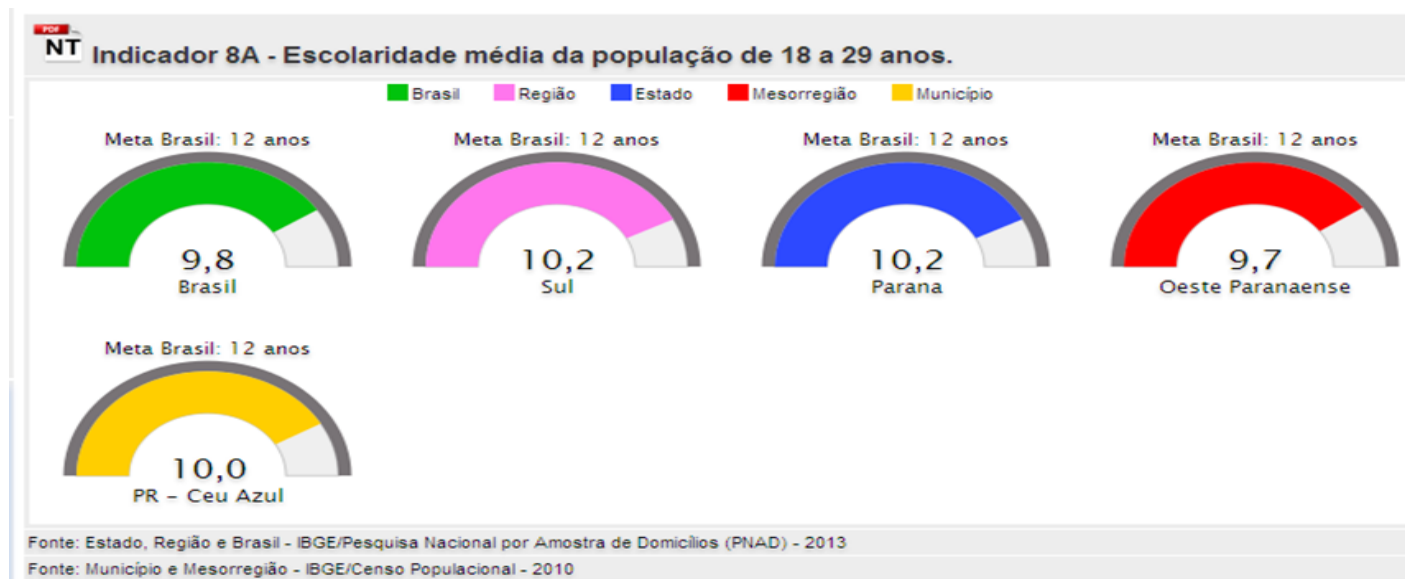 PDF
NT Indicador 8A - Escolaridade média da população de 18 a 29 anos.
Brasil Região Estado Mesorregião Município
Meta Brasil: 12 anos Meta Brasil: 12 anos Meta Brasil: 12 anos Meta Brasil: 12 anos
9,8 10,2 10,2 9,7
Brasil Sul Parana Oeste Paranaense
Meta Brasil: 12 anos
10,0
PR – Ceu Azul
Fonte: Estado, Região e Brasil - IBGE/Pesquisa Nacional por Amostra de Domicílios (PNAD) - 2013
Fonte: Município e Mesorregião - IBGE/Censo Populacional - 2010